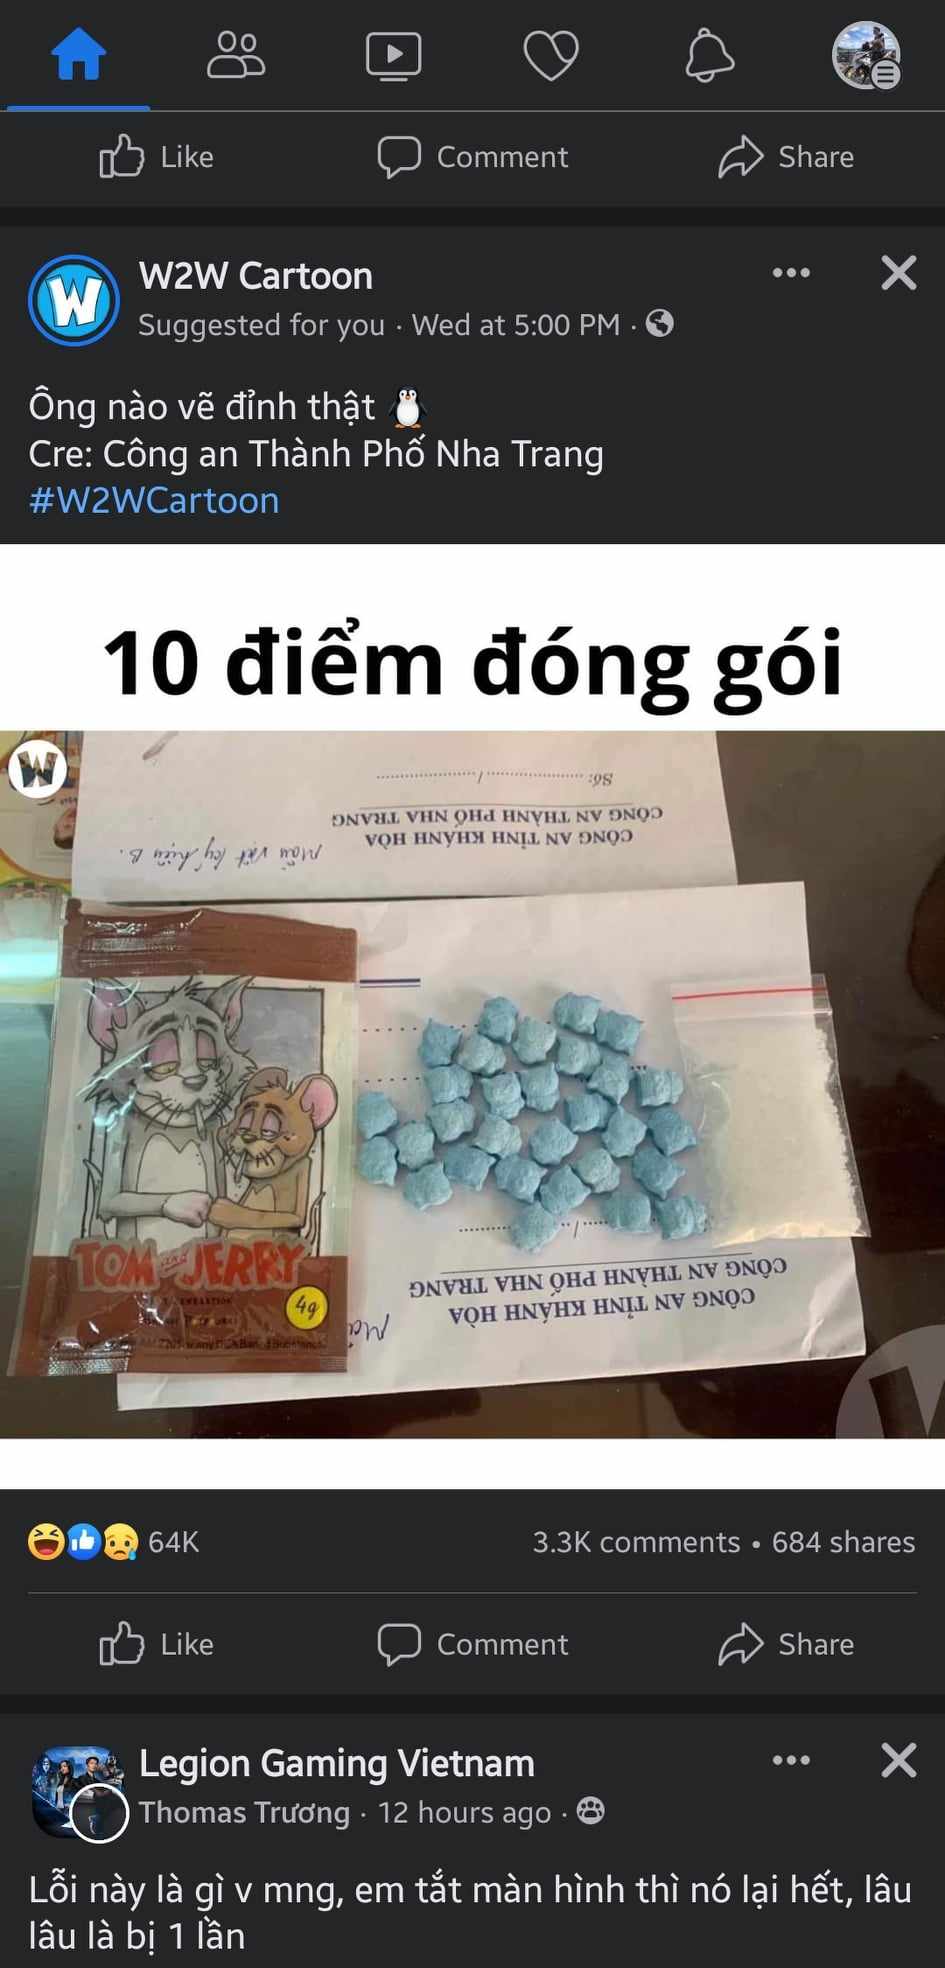 Like
Comment
Share
W2W Cartoon
Suggested for you · Wed at 5:00 PM ·
Ông nào vẽ đỉnh thật 🐧
Cre: Công an Thành Phố Nha Trang
#W2WCartoon
10 điểm đóng gói
W
Số: ............/............
CÔNG AN TỈNH KHÁNH HÒA
CÔNG AN THÀNH PHỐ NHA TRANG
Mẫu vật ký hiệu B.
TOM AND JERRY
4g
CÔNG AN TỈNH KHÁNH HÒA
CÔNG AN THÀNH PHỐ NHA TRANG
64K
3.3K comments • 684 shares
Like
Comment
Share
Legion Gaming Vietnam
Thomas Trương · 12 hours ago ·
Lỗi này là gì v mng, em tắt màn hình thì nó lại hết, lâu
lâu là bị 1 lần